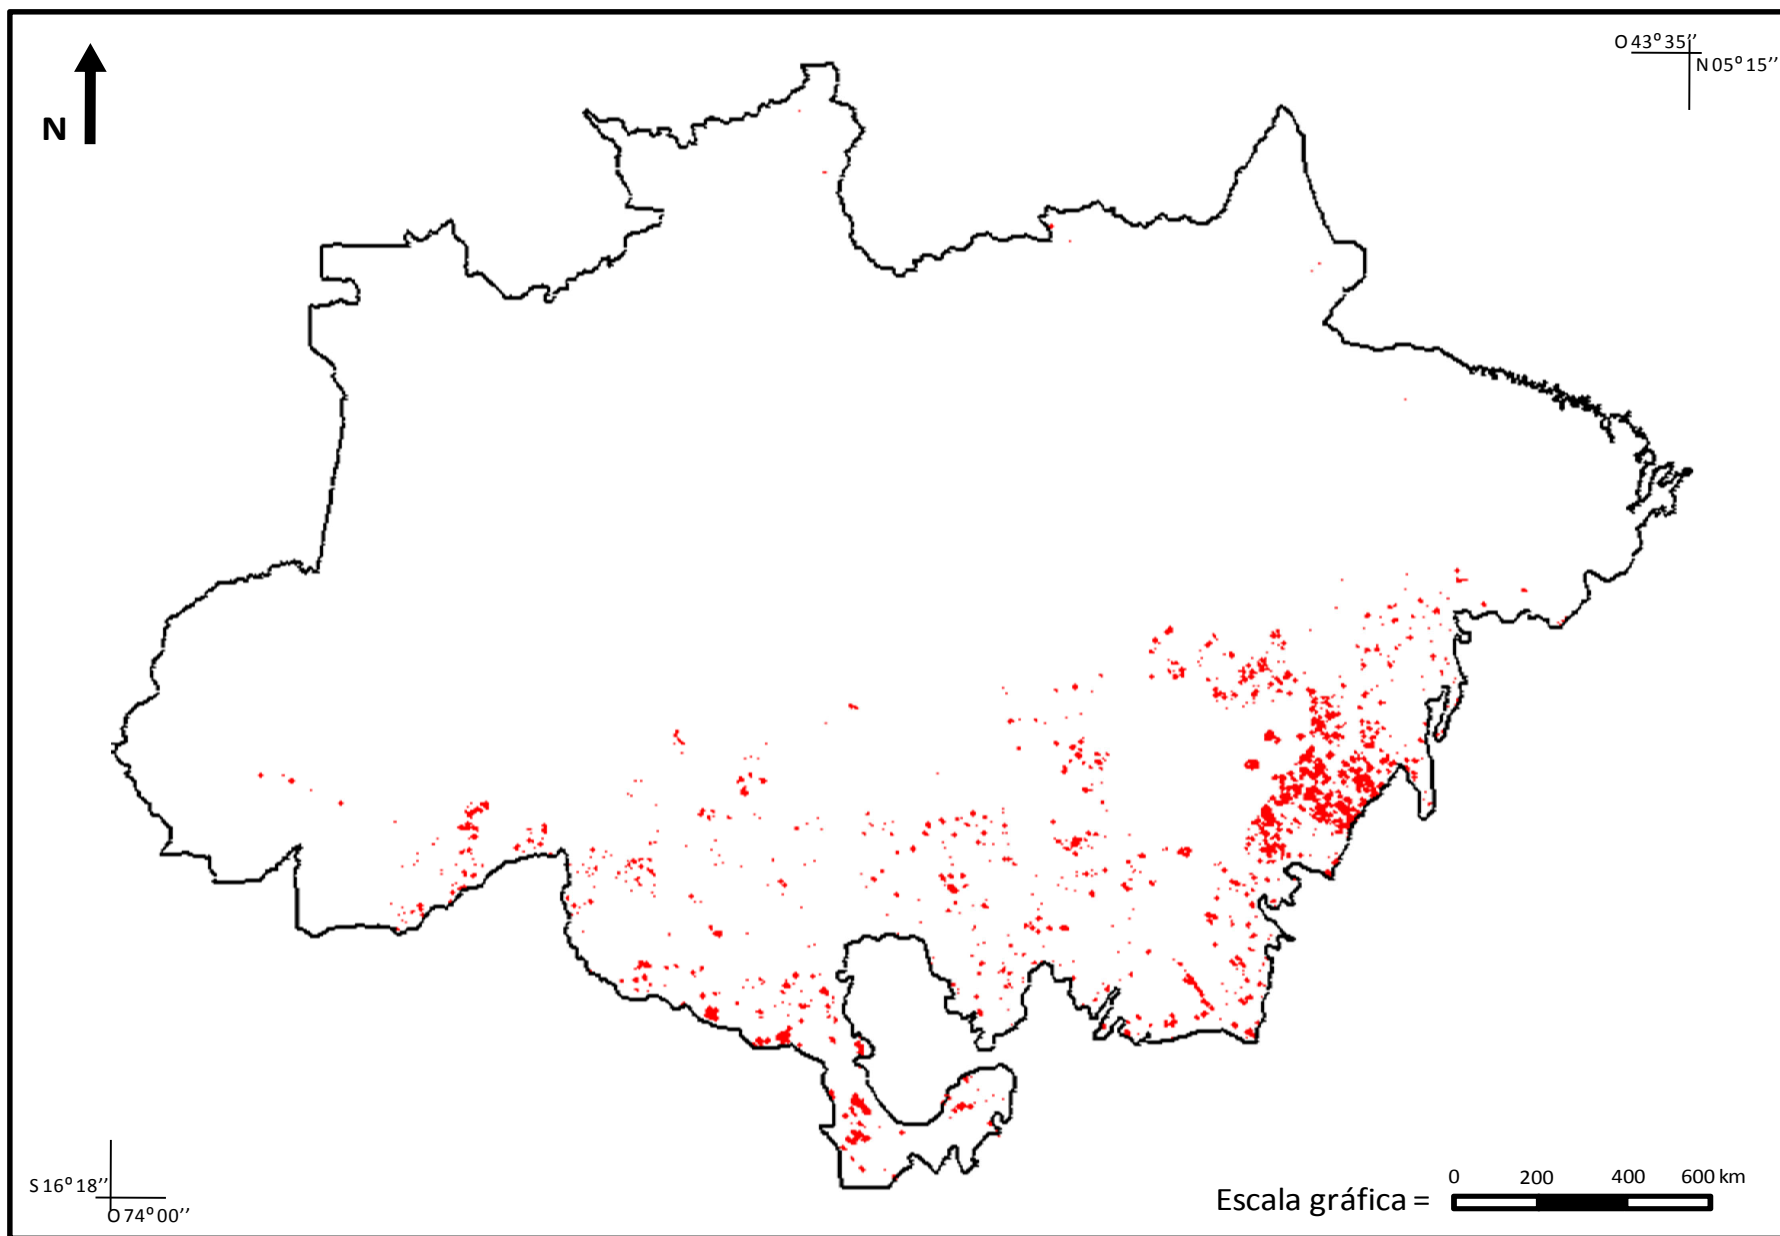 O 43° 35’’
N 05° 15’’
N
S 16° 18’’
O 74° 00’’
0 200 400 600 km
Escala gráfica =